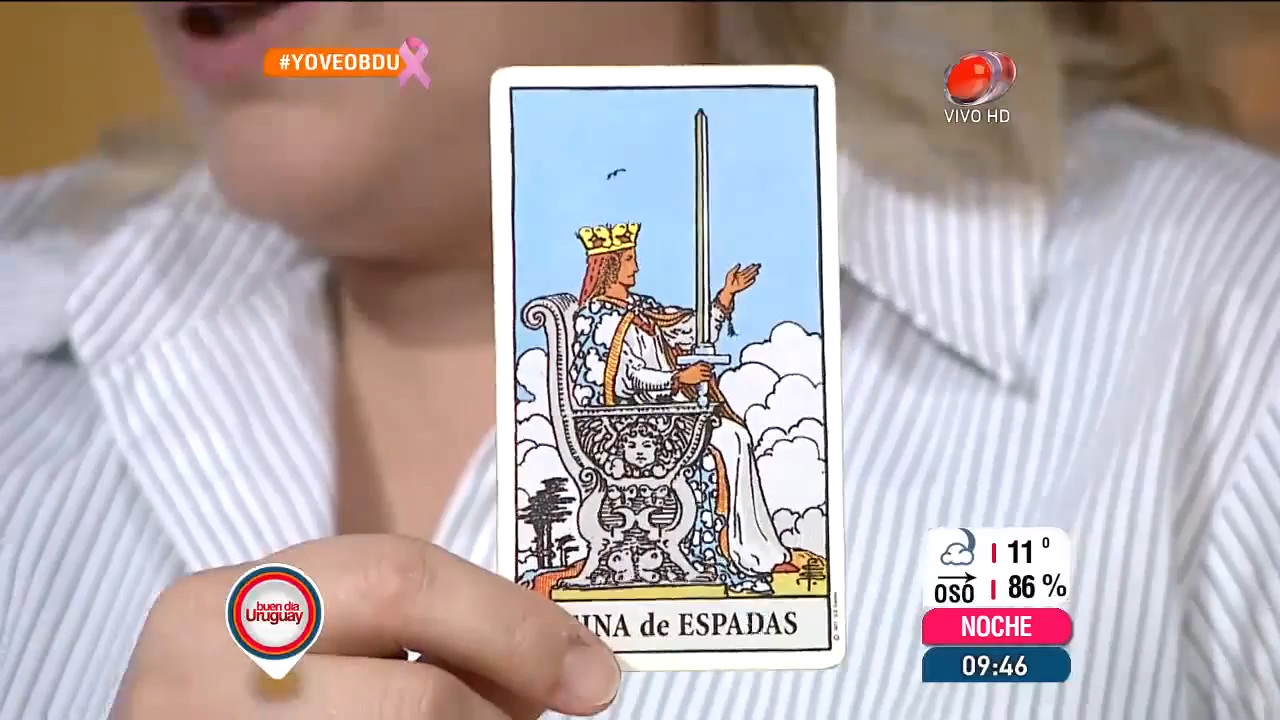 #YOVEOBDU
VIVO HD
INA de ESPADAS
buen día
Uruguay
11°
OSO 86 %
NOCHE
09:46